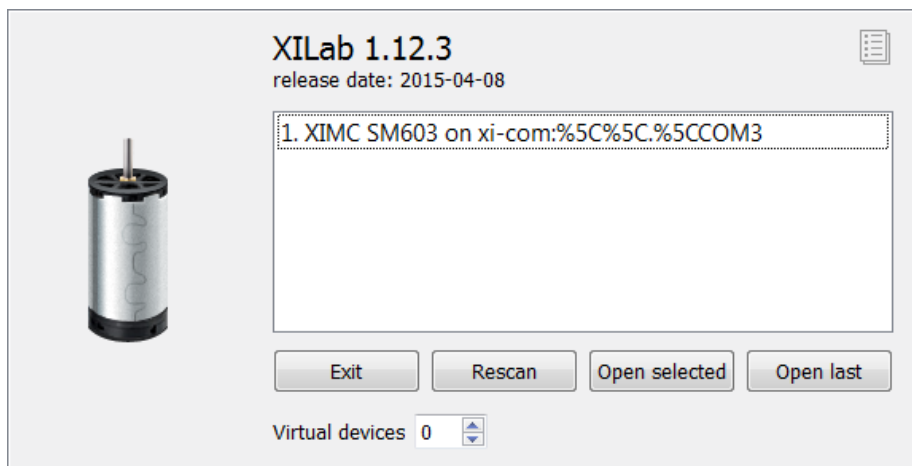 XILab 1.12.3
release date: 2015-04-08
1. XIMC SM603 on xi-com:%5C%5C.%5CCOM3
Exit Rescan Open selected Open last
Virtual devices 0